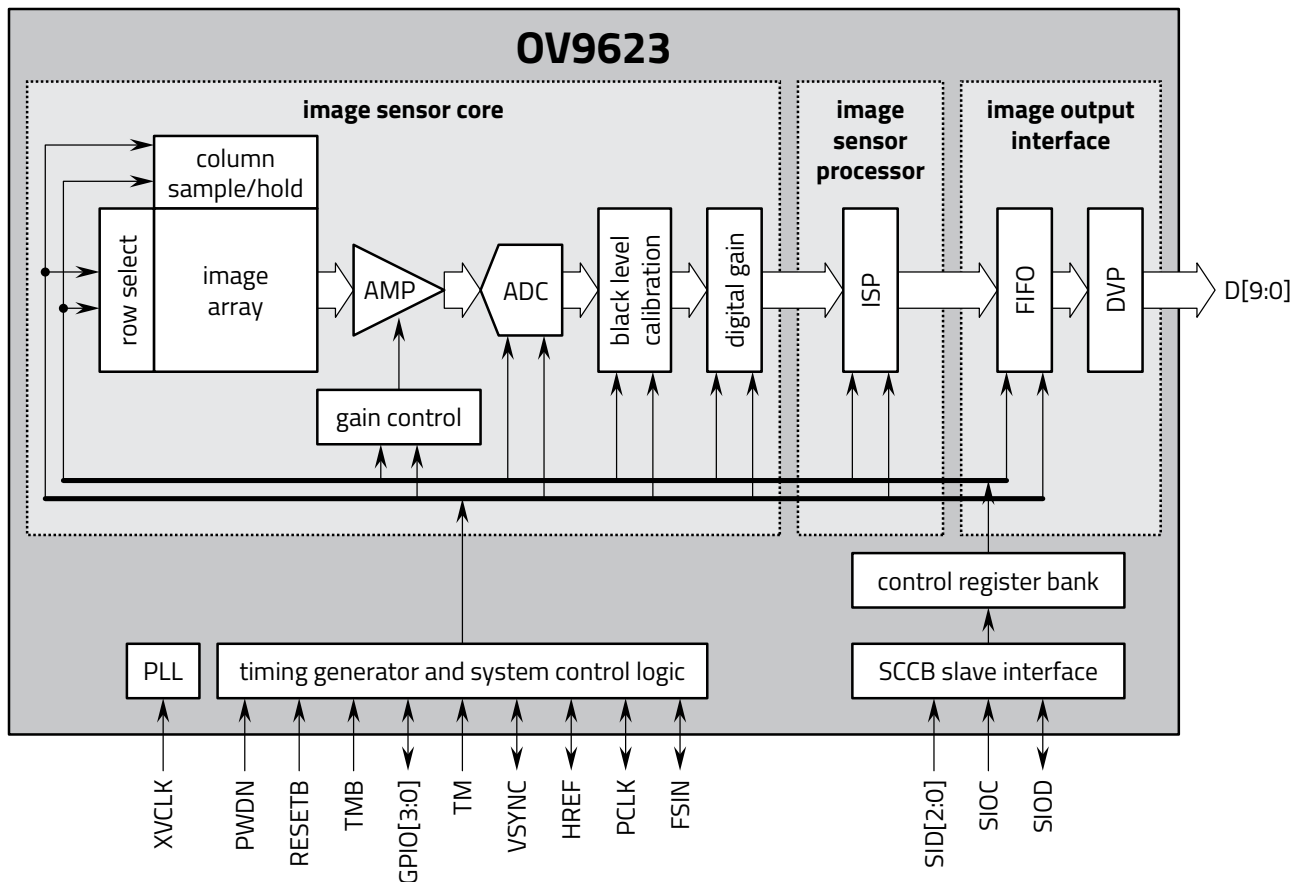 OV9623
image sensor core
image
sensor
processor
image output
interface
column
sample/hold
row select
image
array
AMP
ADC
black level
calibration
digital gain
ISP
FIFO
DVP
D[9:0]
gain control
control register bank
PLL
timing generator and system control logic
SCCB slave interface
XVCLK
PWDN
RESETB
TMB
GPIO[3:0]
TM
VSYNC
HREF
PCLK
FSIN
SID[2:0]
SIOC
SIOD